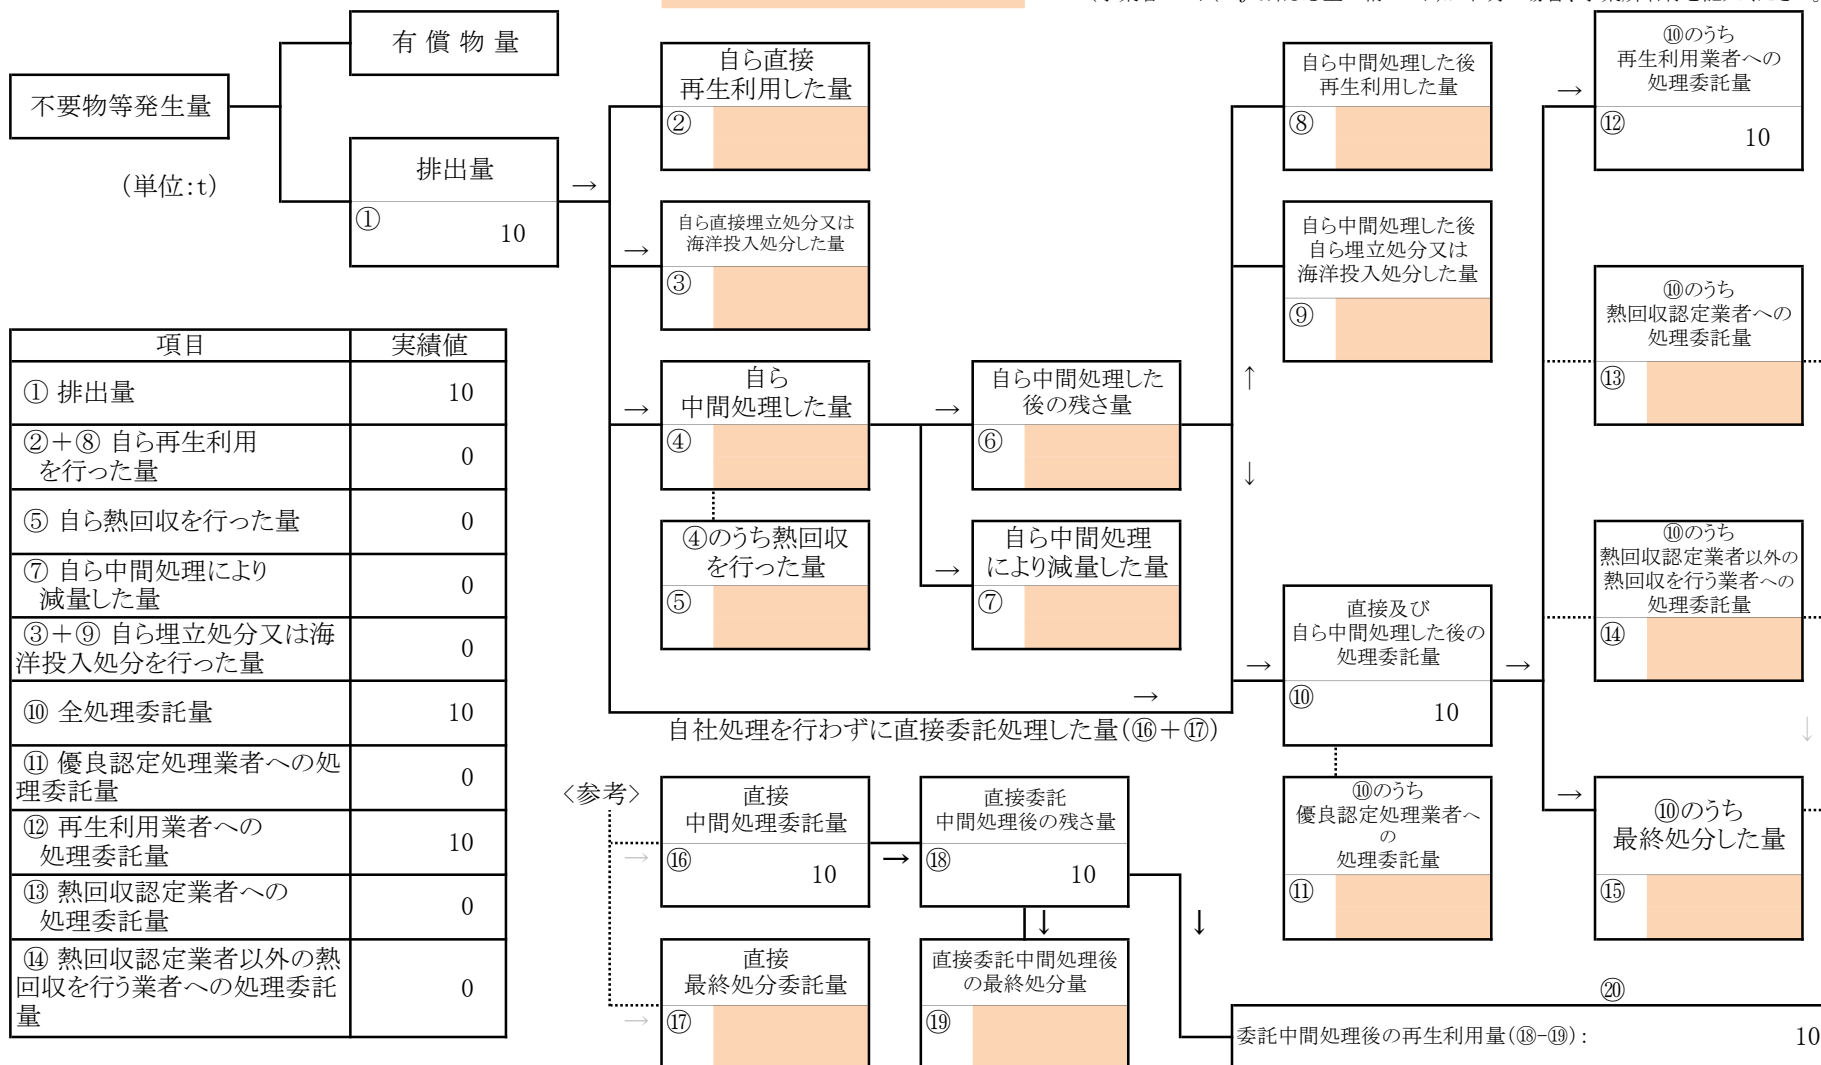 有 償 物 量
不要物等発生量
(単位:t)
排出量
→
①
10
自ら直接
再生利用した量
②
→
自ら直接埋立処分又は
海洋投入処分した量
③
→
自ら
中間処理した量
④
④のうち熱回収
を行った量
⑤
→
自ら中間処理した
後の残さ量
⑥
→
自ら中間処理
により減量した量
⑦
自ら中間処理した後
再生利用した量
⑧
自ら中間処理した後
自ら埋立処分又は
海洋投入処分した量
⑨
↑
↓
→
自社処理を行わずに直接委託処理した量(⑯+⑰)
→
直接及び
自ら中間処理した後の
処理委託量
⑩
10
→
⑩のうち
優良認定処理業者へ
の
処理委託量
⑪
→
⑩のうち
再生利用業者への
処理委託量
⑫
10
⑩のうち
熱回収認定業者への
処理委託量
⑬
⑩のうち
熱回収認定業者以外の
熱回収を行う業者への
処理委託量
⑭
↓
→
⑩のうち
最終処分した量
⑮
項目 実績値
① 排出量 10
②+⑧ 自ら再生利用
を行った量 0
⑤ 自ら熱回収を行った量 0
⑦ 自ら中間処理により
減量した量 0
③+⑨ 自ら埋立処分又は海
洋投入処分を行った量 0
⑩ 全処理委託量 10
⑪ 優良認定処理業者への処
理委託量 0
⑫ 再生利用業者への
処理委託量 10
⑬ 熱回収認定業者への
処理委託量 0
⑭ 熱回収認定業者以外の熱
回収を行う業者への処理委託
量 0
〈参考〉
→
直接
中間処理委託量
⑯
10
→
直接委託
中間処理後の残さ量
⑱
10
↓
↓
→
直接
最終処分委託量
⑰
直接委託中間処理後
の最終処分量
⑲
⑳
委託中間処理後の再生利用量(⑱-⑲): 10